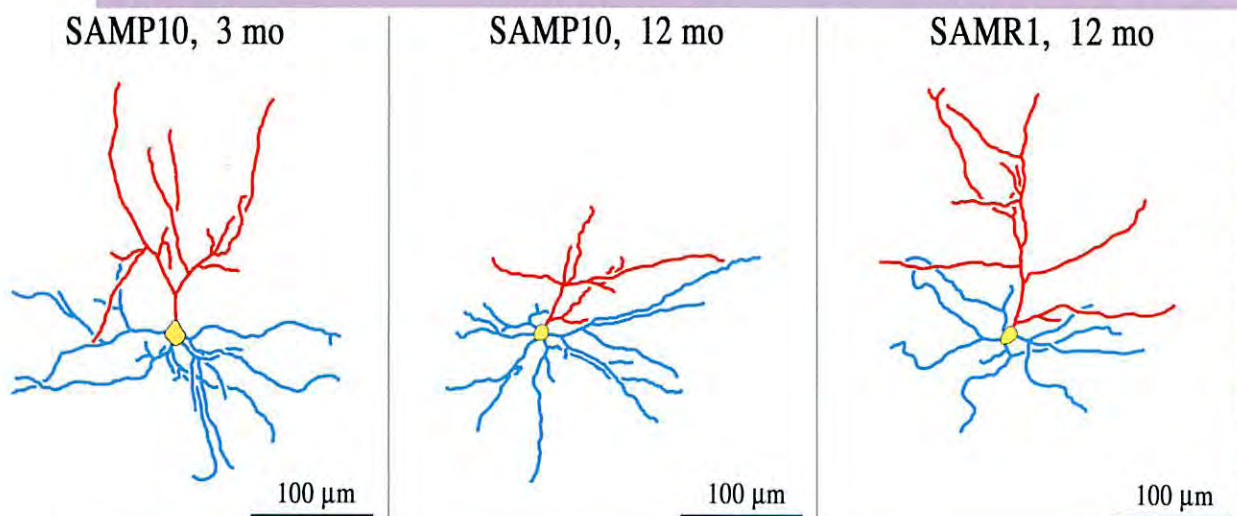 SAMP10, 3 mo
SAMP10, 12 mo
SAMR1, 12 mo
100 μm
100 μm
100 μm